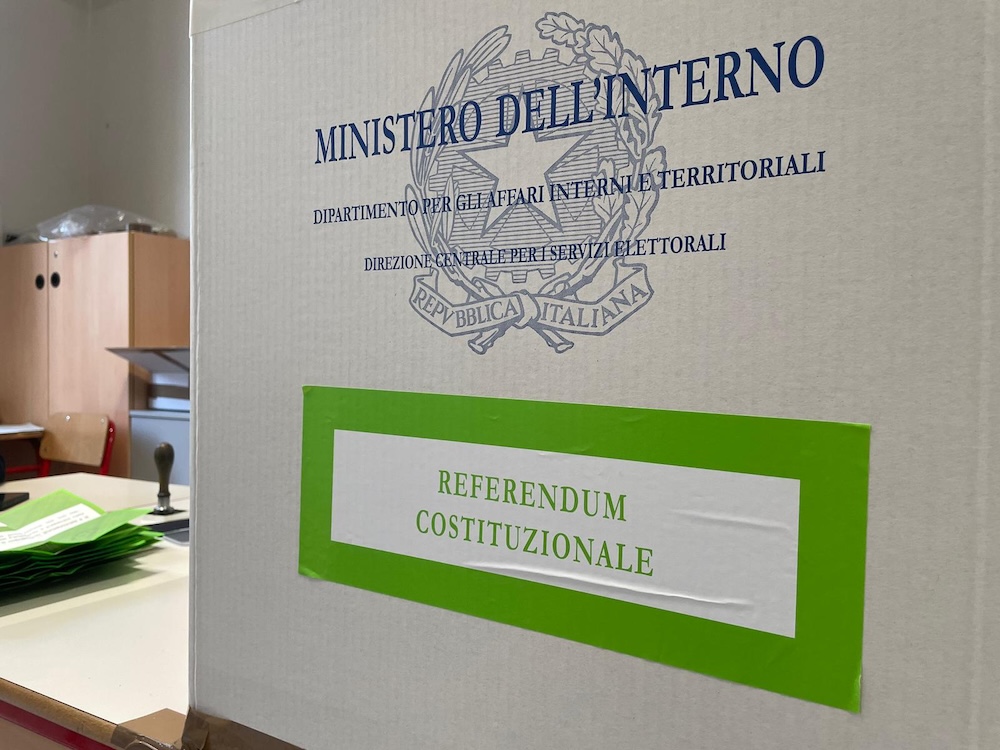 MINISTERO DELL'INTERNO
DIPARTIMENTO PER GLI AFFARI INTERNI E TERRITORIALI
DIREZIONE CENTRALE PER I SERVIZI ELETTORALI
REPVBBLICA ITALIANA
REFERENDUM
COSTITUZIONALE